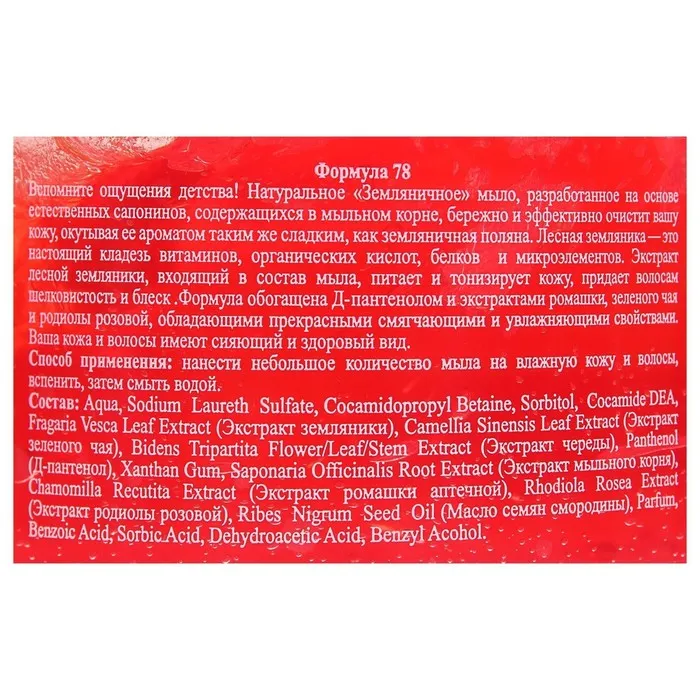 Формула 78
Вспомните ощущения детства! Натуральное «Земляничное» мыло, разработанное на основе
естественных сапонинов, содержащихся в мыльном корне, бережно и эффективно очистит вашу
кожу, окутывая ее ароматом таким же сладким, как земляничная поляна. Лесная земляника—это
настоящий кладезь витаминов, органических кислот, белков и микроэлементов. Экстракт
лесной земляники, входящий в состав мыла, питает и тонизирует кожу, придает волосам
шелковистость и блеск .Формула обогащена Д-пантенолом и экстрактами ромашки, зеленого чая
и родиолы розовой, обладающими прекрасными смягчающими и увлажняющими свойствами.
Ваша кожа и волосы имеют сияющий и здоровый вид.
Способ применения: нанести небольшое количество мыла на влажную кожу и волосы,
вспенить, затем смыть водой.
Состав: Aqua, Sodium Laureth Sulfate, Cocamidopropyl Betaine, Sorbitol, Cocamide DEA,
Fragaria Vesca Leaf Extract (Экстракт земляники), Camellia Sinensis Leaf Extract (Экстракт
зеленого чая), Bidens Tripartita Flower/Leaf/Stem Extract (Экстракт череды), Panthenol
(Д-пантенол), Xanthan Gum, Saponaria Officinalis Root Extract (Экстракт мыльного корня),
Chamomilla Recutita Extract (Экстракт ромашки аптечной), Rhodiola Rosea Extract
(Экстракт родиолы розовой), Ribes Nigrum Seed Oil (Масло семян смородины), Parfum,
Benzoic Acid, Sorbic Acid, Dehydroacetic Acid, Benzyl Acohol.